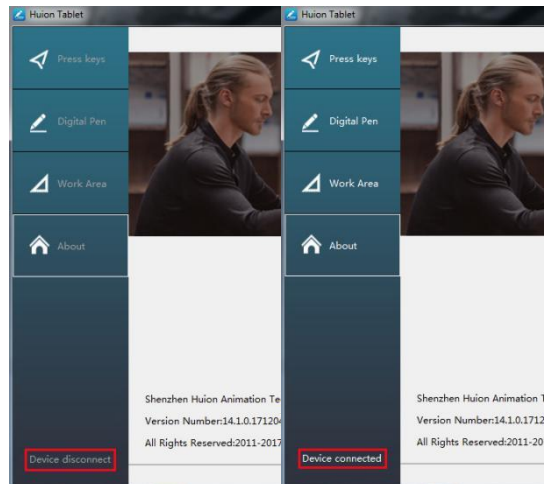 Huion Tablet
Press keys
Digital Pen
Work Area
About
Shenzhen Huion Animation Te
Version Number:14.1.0.171204
All Rights Reserved:2011-2017
Device disconnect
Huion Tablet
Press keys
Digital Pen
Work Area
About
Shenzhen Huion Animation T
Version Number:14.1.0.1712
All Rights Reserved:2011-20
Device connected